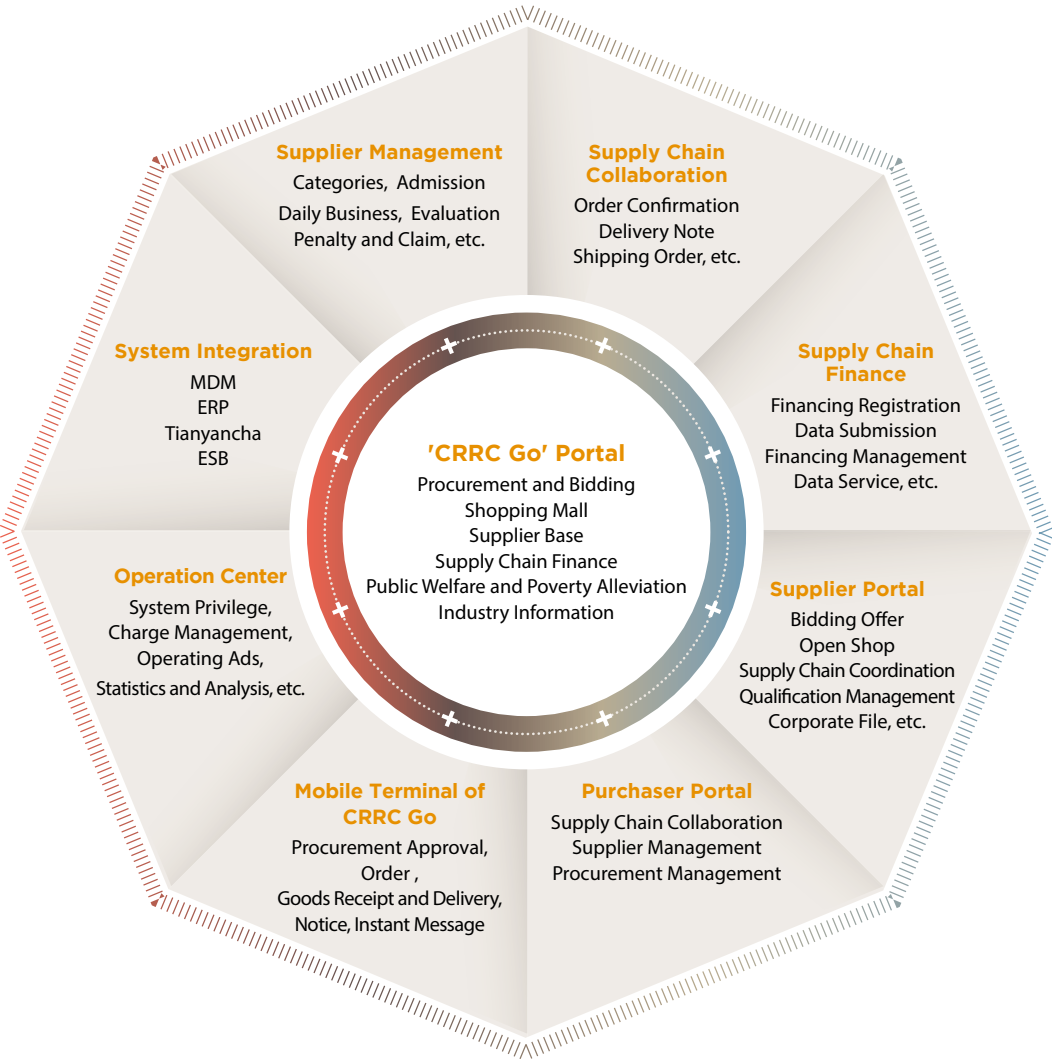 Supplier Management
Categories, Admission
Daily Business, Evaluation
Penalty and Claim, etc.
Supply Chain
Collaboration
Order Confirmation
Delivery Note
Shipping Order, etc.
System Integration
MDM
ERP
Tianyancha
ESB
Supply Chain
Finance
Financing Registration
Data Submission
Financing Management
Data Service, etc.
'CRRC Go' Portal
Procurement and Bidding
Shopping Mall
Supplier Base
Supply Chain Finance
Public Welfare and Poverty Alleviation
Industry Information
Operation Center
System Privilege,
Charge Management,
Operating Ads,
Statistics and Analysis, etc.
Supplier Portal
Bidding Offer
Open Shop
Supply Chain Coordination
Qualification Management
Corporate File, etc.
Mobile Terminal of
CRRC Go
Procurement Approval,
Order ,
Goods Receipt and Delivery,
Notice, Instant Message
Purchaser Portal
Supply Chain Collaboration
Supplier Management
Procurement Management